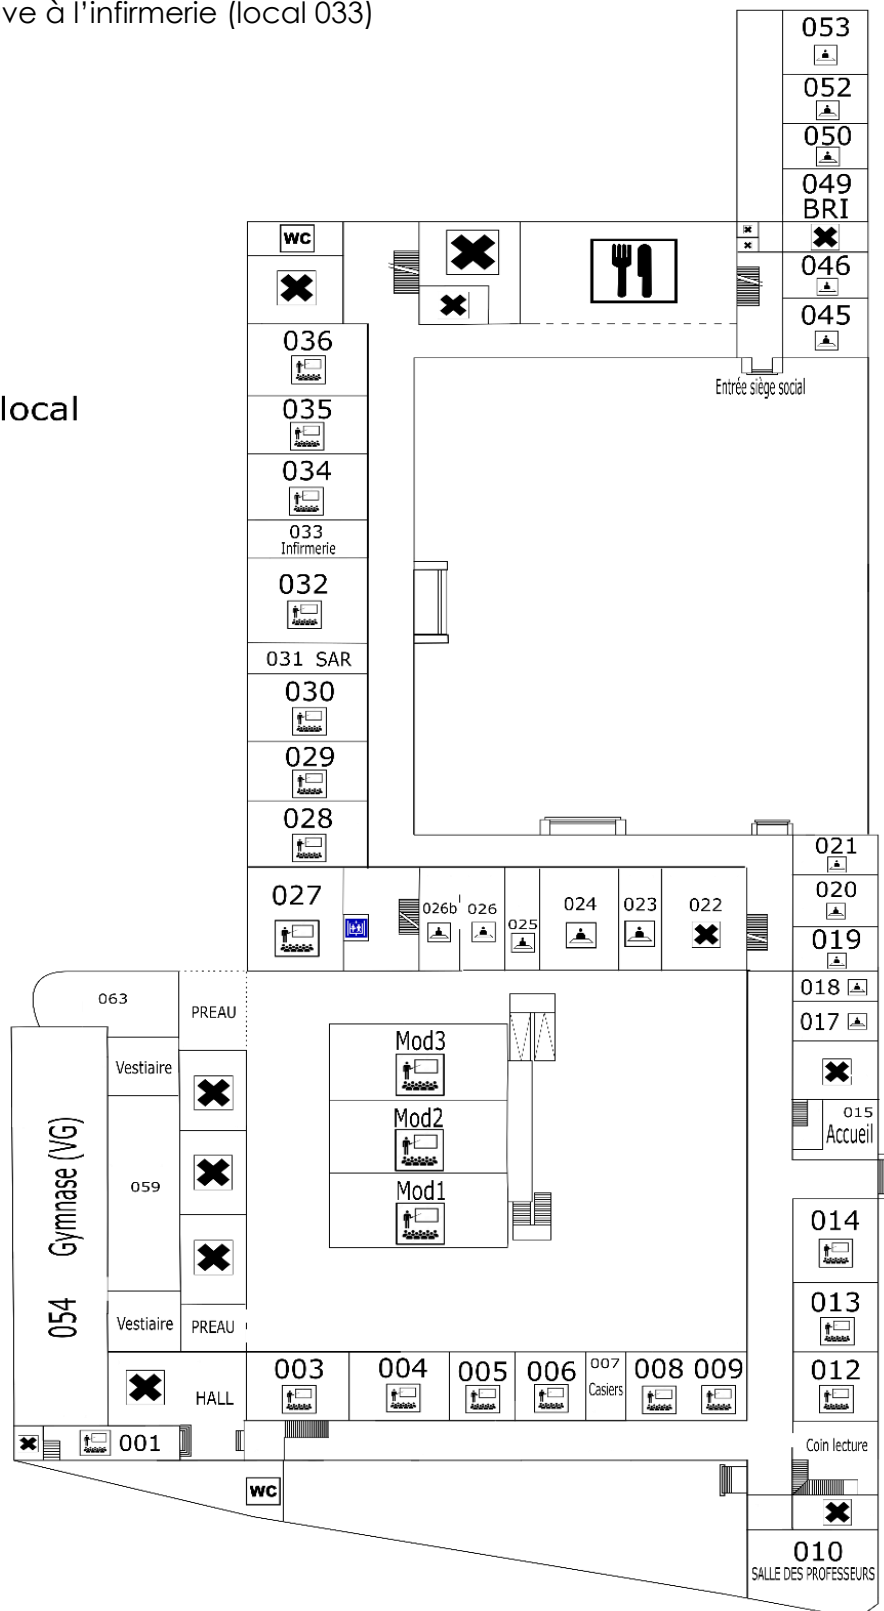 ve à l’infirmerie (local 033)
053
052
050
049
BRI
WC
046
045
036
Entrée siège social
local
035
034
033
Infirmerie
032
031 SAR
030
029
028
021
027
026b' 026
025
024
023
022
020
019
018
017
063
PREAU
Mod3
Vestiaire
Mod2
015
Accueil
Mod1
059
054 Gymnase (VG)
014
013
Vestiaire
PREAU
003
004
005
006
007
Casiers
008
009
012
HALL
001
Coin lecture
WC
010
SALLE DES PROFESSEURS